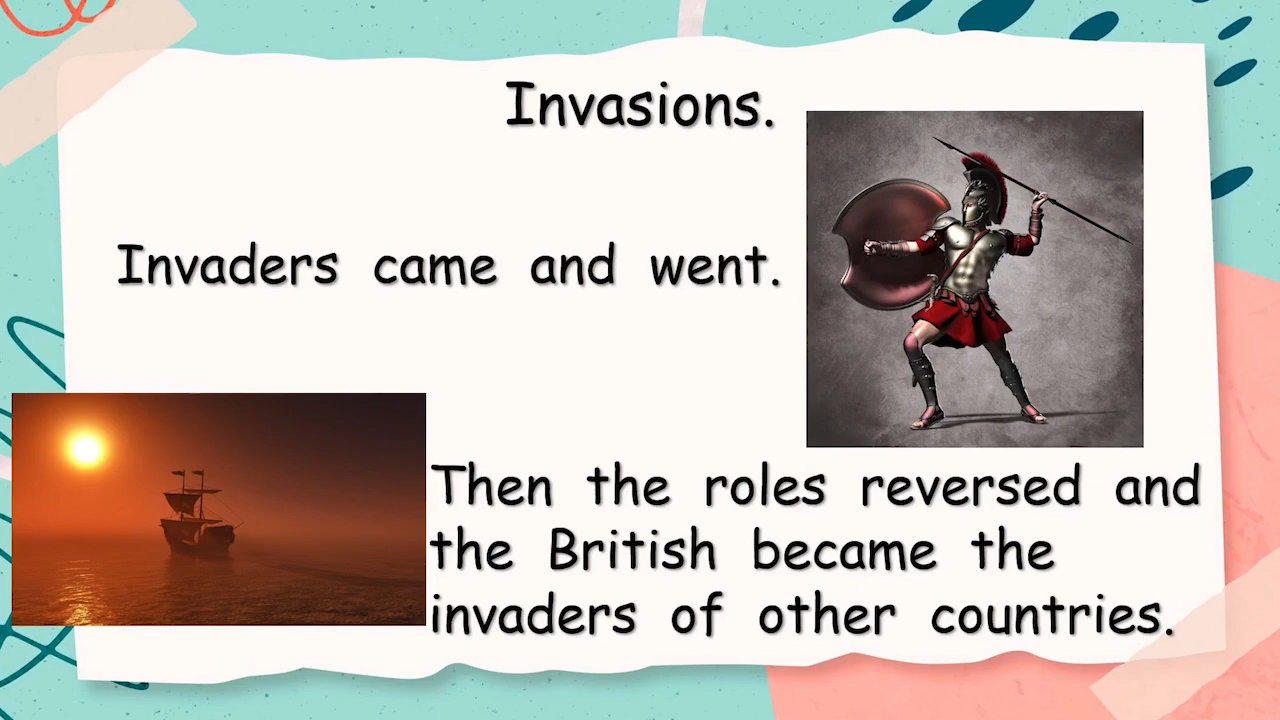 Invasions.
Invaders came and went.
Then the roles reversed and
the British became the
invaders of other countries.